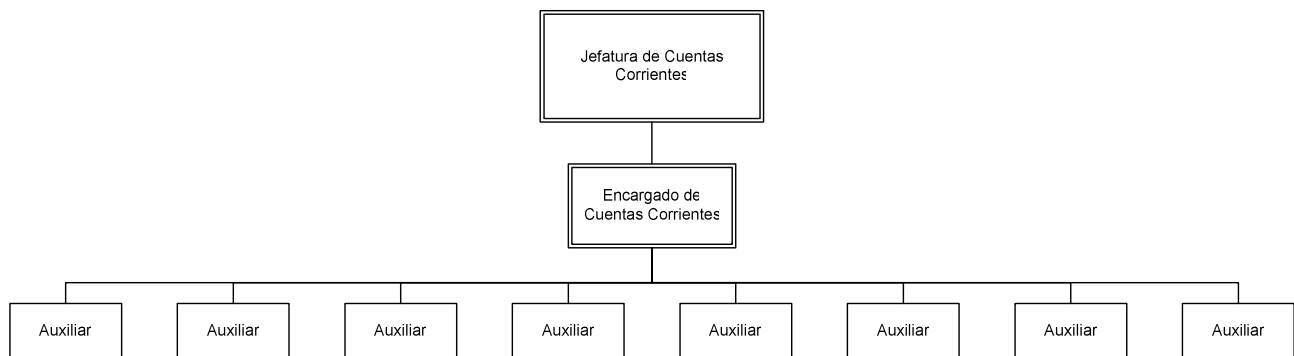 Jefatura de Cuentas
Corrientes
Encargado de
Cuentas Corrientes
Auxiliar
Auxiliar
Auxiliar
Auxiliar
Auxiliar
Auxiliar
Auxiliar
Auxiliar